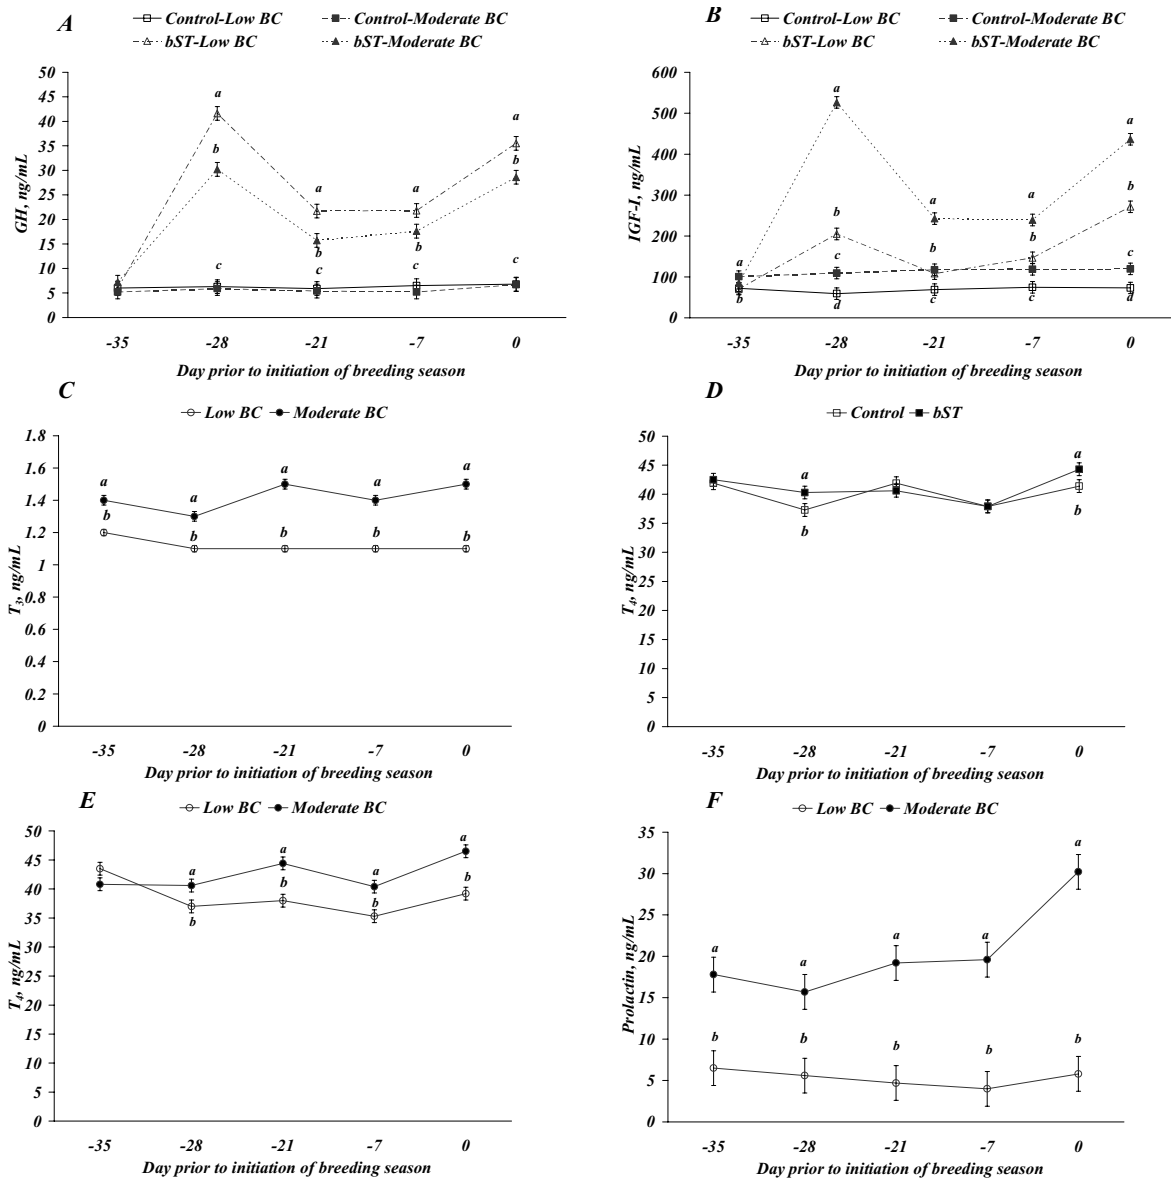 A
Control-Low BC
Control-Moderate BC
bST-Low BC
bST-Moderate BC
GH, ng/mL
50
45
40
35
30
25
20
15
10
5
0
a
b
c
a
b
c
a
b
c
a
b
c
-35 -28 -21 -7 0
Day prior to initiation of breeding season
B
Control-Low BC
Control-Moderate BC
bST-Low BC
bST-Moderate BC
IGF-I, ng/mL
600
500
400
300
200
100
0
a
b
a
b
c
d
a
b
c
a
b
c
a
b
c
d
-35 -28 -21 -7 0
Day prior to initiation of breeding season
C
Low BC Moderate BC
T3, ng/mL
1.8
1.6
1.4
1.2
1
0.8
0.6
0.4
0.2
0
a
b
a
b
a
b
a
b
a
b
-35 -28 -21 -7 0
Day prior to initiation of breeding season
D
Control bST
T4, ng/mL
50
45
40
35
30
25
20
15
10
5
0
a
b
a
b
-35 -28 -21 -7 0
Day prior to initiation of breeding season
E
Low BC Moderate BC
T4, ng/mL
50
45
40
35
30
25
20
15
10
5
0
a
b
a
b
a
b
a
b
-35 -28 -21 -7 0
Day prior to initiation of breeding season
F
Low BC Moderate BC
Prolactin, ng/mL
35
30
25
20
15
10
5
0
a
b
a
b
a
b
a
b
a
b
-35 -28 -21 -7 0
Day prior to initiation of breeding season